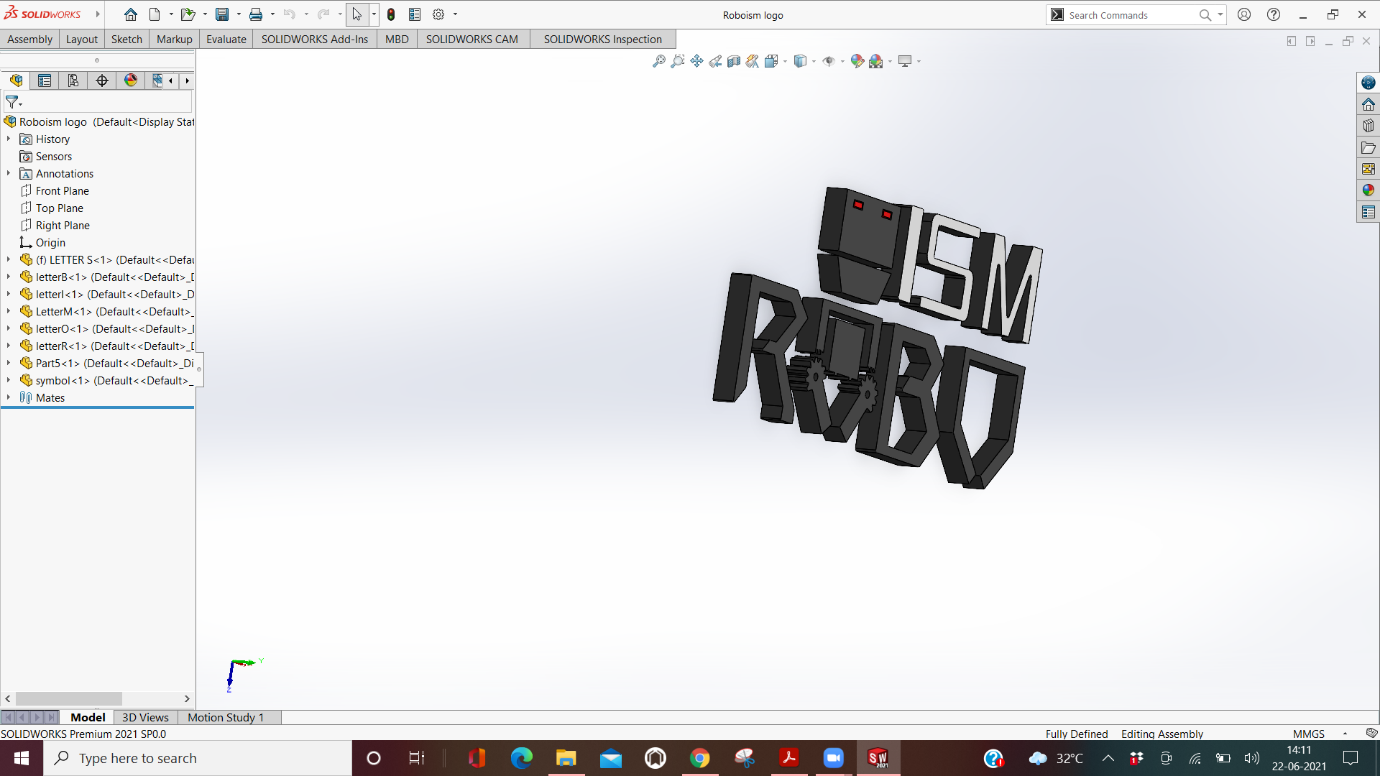 SOLIDWORKS
Roboism logo
Search Commands
Assembly Layout Sketch Markup Evaluate SOLIDWORKS Add-Ins MBD SOLIDWORKS CAM SOLIDWORKS Inspection
Roboism logo (Default<Display Stat
History
Sensors
Annotations
Front Plane
Top Plane
Right Plane
Origin
(f) LETTER S<1> (Default<<Defau
letterB<1> (Default<<Default>_D
letterI<1> (Default<<Default>_D
LetterM<1> (Default<<Default>_
letterO<1> (Default<<Default>_
letterR<1> (Default<<Default>_D
Part5<1> (Default<<Default>_Di
symbol<1> (Default<<Default>_
Mates
ISM
ROBO
Y
Z
Model 3D Views Motion Study 1
SOLIDWORKS Premium 2021 SP0.0
Fully Defined Editing Assembly MMGS
Type here to search
32°C
14:11
22-06-2021